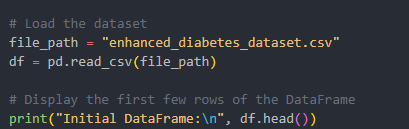 # Load the dataset
file_path = "enhanced_diabetes_dataset.csv"
df = pd.read_csv(file_path)
# Display the first few rows of the DataFrame
print("Initial DataFrame:\n", df.head())